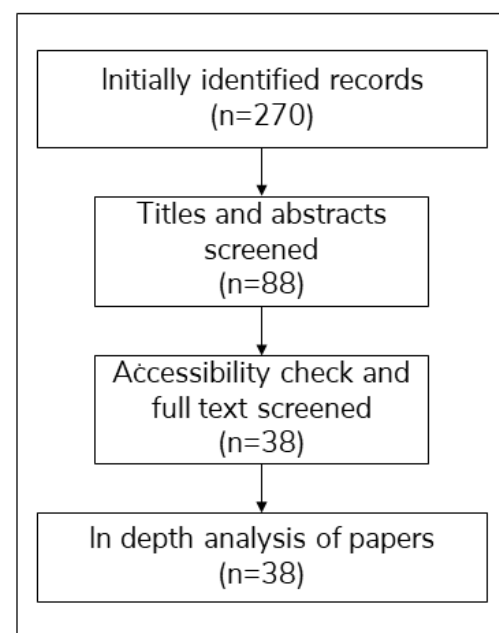 Initially identified records
(n=270)
Titles and abstracts
screened
(n=88)
Accessibility check and
full text screened
(n=38)
In depth analysis of papers
(n=38)